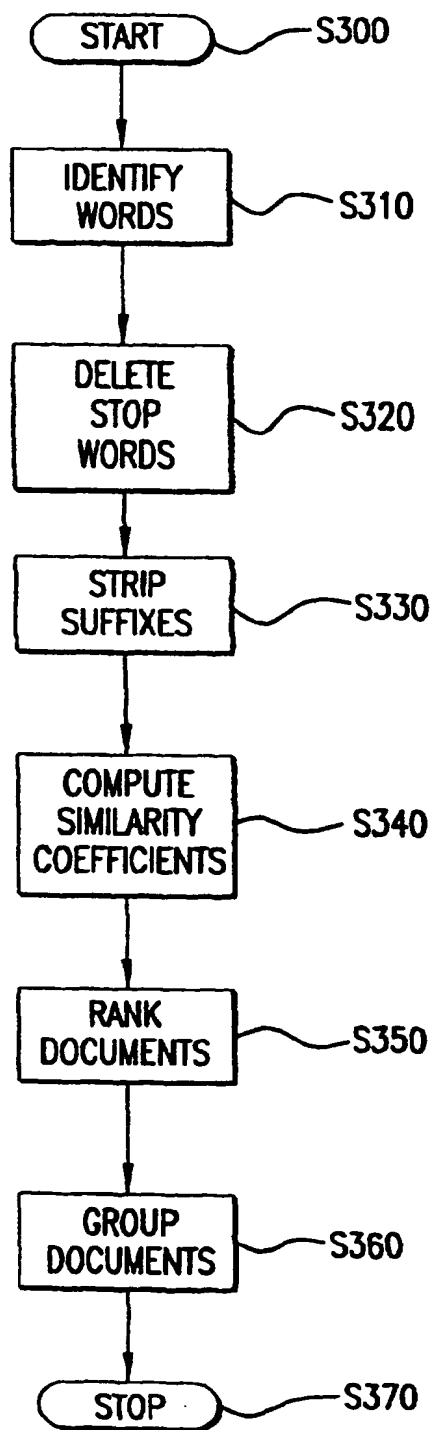 START
S300
IDENTIFY
WORDS
S310
DELETE
STOP
WORDS
S320
STRIP
SUFFIXES
S330
COMPUTE
SIMILARITY
COEFFICIENTS
S340
RANK
DOCUMENTS
S350
GROUP
DOCUMENTS
S360
STOP
S370